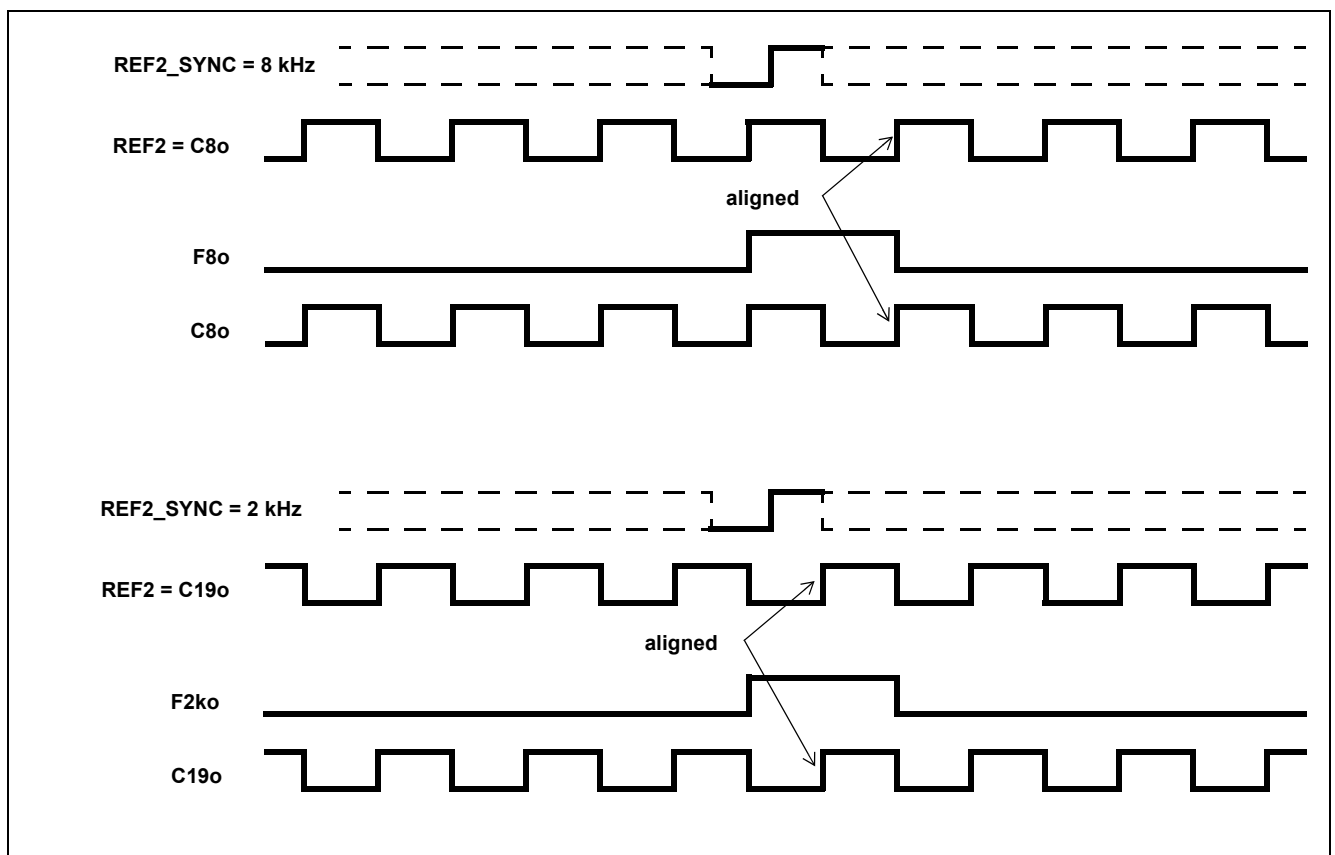 REF2_SYNC = 8 kHz
REF2 = C8o
aligned
F8o
C8o
REF2_SYNC = 2 kHz
REF2 = C19o
aligned
F2ko
C19o